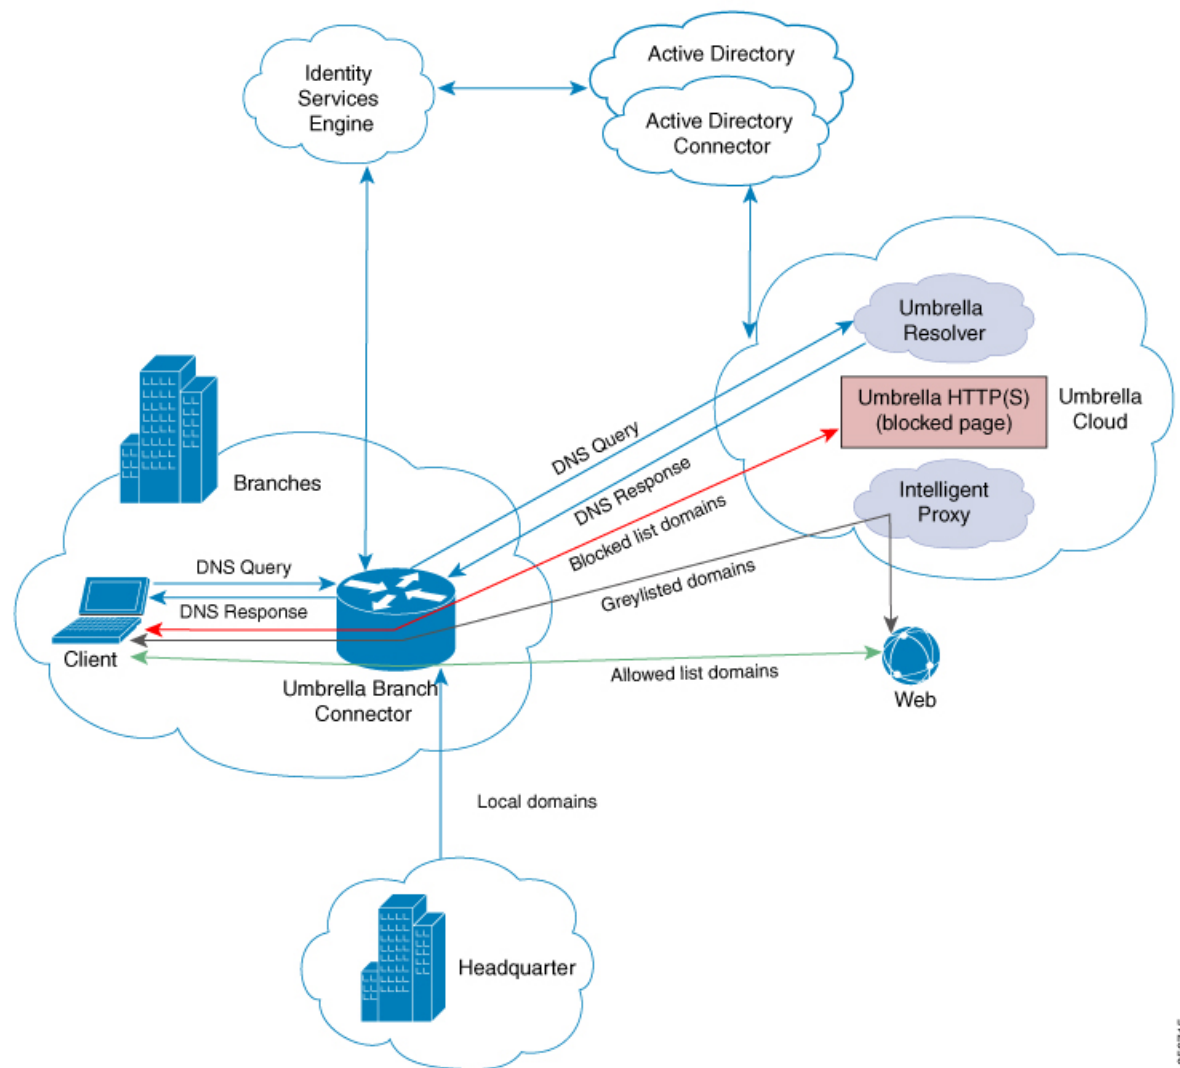 Identity
Services
Engine
Active Directory
Active Directory
Connector
Umbrella
Resolver
Umbrella HTTP(S)
(blocked page)
Umbrella
Cloud
Intelligent
Proxy
DNS Query
DNS Response
Blocked list domains
Greylisted domains
Branches
DNS Query
DNS Response
Client
Umbrella Branch
Connector
Allowed list domains
Web
Local domains
Headquarter